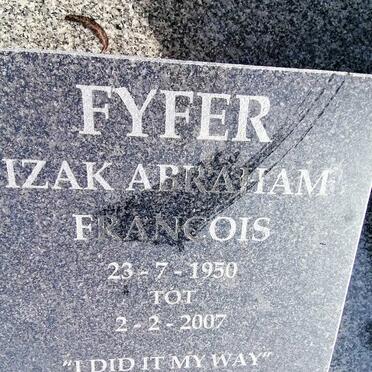 FYFER
IZAK ABRAHAM
FRANCOIS
23 - 7 - 1950
TOT
2 - 2 - 2007
"I DID IT MY WAY"